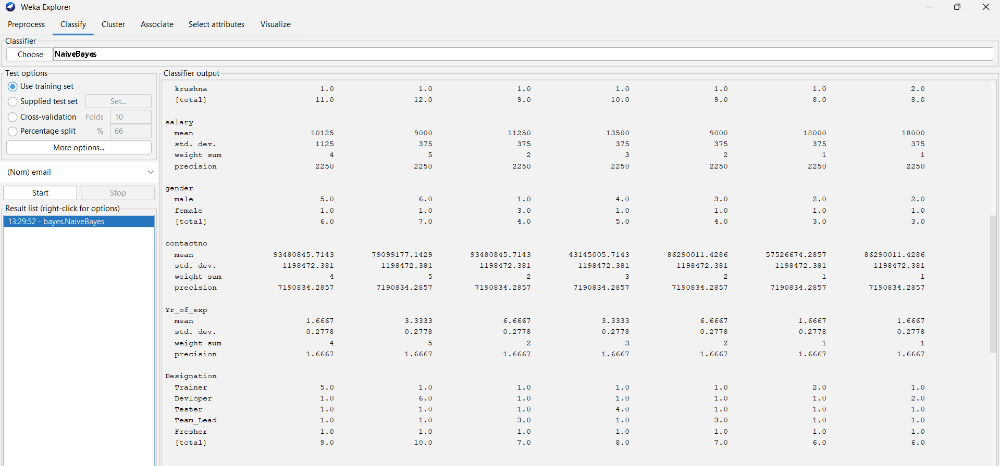 Weka Explorer
Preprocess Classify Cluster Associate Select attributes Visualize
Classifier
Choose NaiveBayes
Test options
Use training set
Supplied test set Set...
Cross-validation Folds 10
Percentage split % 66
More options...
(Nom) email
Start Stop
Result list (right-click for options)
13:29:52 - bayes.NaiveBayes
Classifier output
krushna 1.0 1.0 1.0 1.0 1.0 1.0 2.0
[total] 11.0 12.0 9.0 10.0 9.0 8.0 8.0
salary
mean 10125 9000 11250 13500 9000 18000 18000
std. dev. 1125 375 375 375 375 375 375
weight sum 4 5 2 3 2 1 1
precision 2250 2250 2250 2250 2250 2250 2250
gender
male 5.0 6.0 1.0 4.0 3.0 2.0 2.0
female 1.0 1.0 3.0 1.0 1.0 1.0 1.0
[total] 6.0 7.0 4.0 5.0 4.0 3.0 3.0
contactno
mean 93480845.7143 79099177.1429 93480845.7143 43145005.7143 86290011.4286 57526674.2857 86290011.4286
std. dev. 1198472.381 1198472.381 1198472.381 1198472.381 1198472.381 1198472.381 1198472.381
weight sum 4 5 2 3 2 1 1
precision 7190834.2857 7190834.2857 7190834.2857 7190834.2857 7190834.2857 7190834.2857 7190834.2857
Yr_of_exp
mean 1.6667 3.3333 6.6667 3.3333 6.6667 1.6667 1.6667
std. dev. 0.2778 0.2778 0.2778 0.2778 0.2778 0.2778 0.2778
weight sum 4 5 2 3 2 1 1
precision 1.6667 1.6667 1.6667 1.6667 1.6667 1.6667 1.6667
Designation
Trainer 5.0 1.0 1.0 1.0 1.0 2.0 1.0
Devloper 1.0 6.0 1.0 1.0 1.0 1.0 2.0
Tester 1.0 1.0 1.0 4.0 1.0 1.0 1.0
Team_Lead 1.0 1.0 3.0 1.0 3.0 1.0 1.0
Fresher 1.0 1.0 1.0 1.0 1.0 1.0 1.0
[total] 9.0 10.0 7.0 8.0 7.0 6.0 6.0